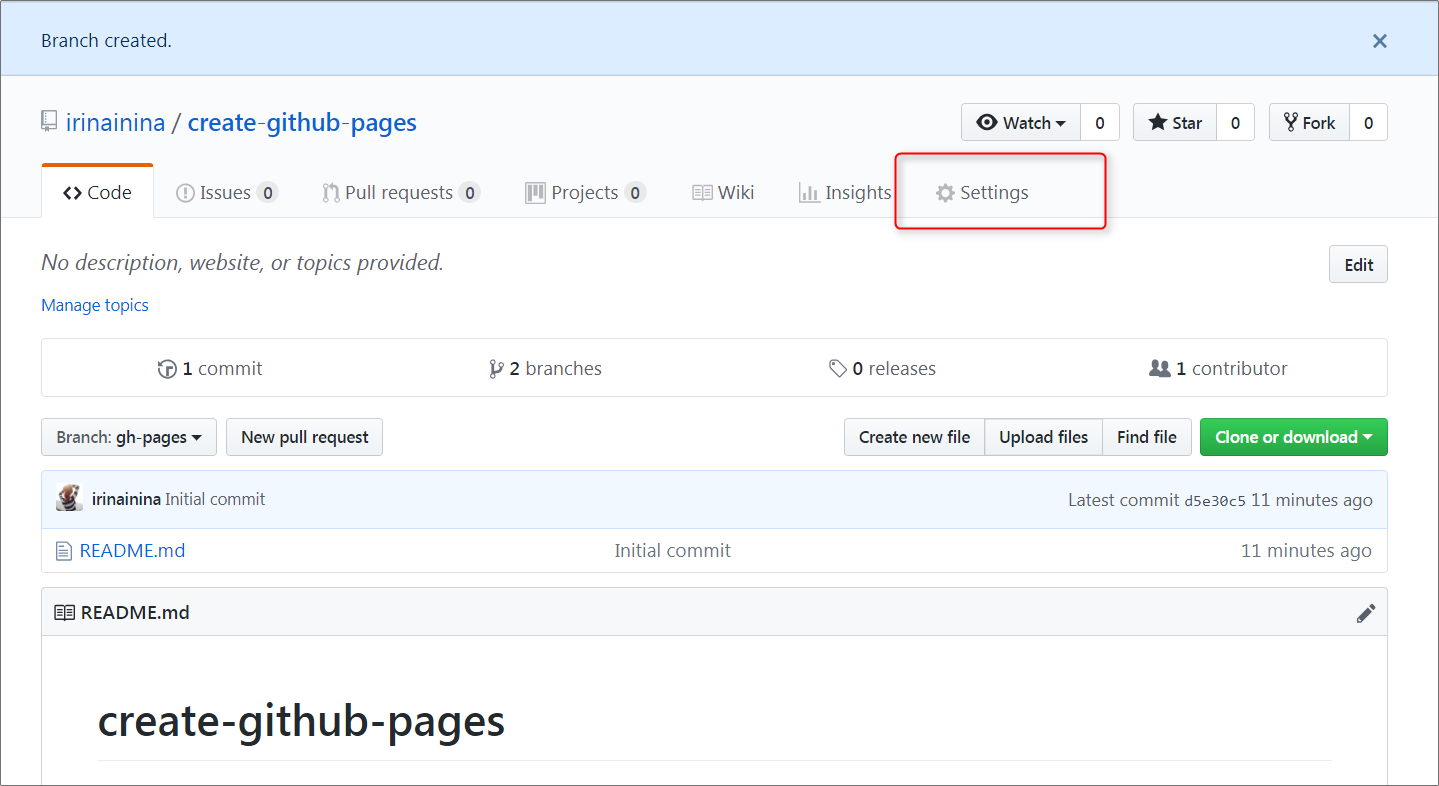 Branch created.
irinainina / create-github-pages
Watch 0 Star 0 Fork 0
Code Issues 0 Pull requests 0 Projects 0 Wiki Insights Settings
No description, website, or topics provided.
Edit
Manage topics
1 commit 2 branches 0 releases 1 contributor
Branch: gh-pages New pull request Create new file Upload files Find file Clone or download
irinainina Initial commit Latest commit d5e30c5 11 minutes ago
README.md Initial commit 11 minutes ago
README.md
create-github-pages